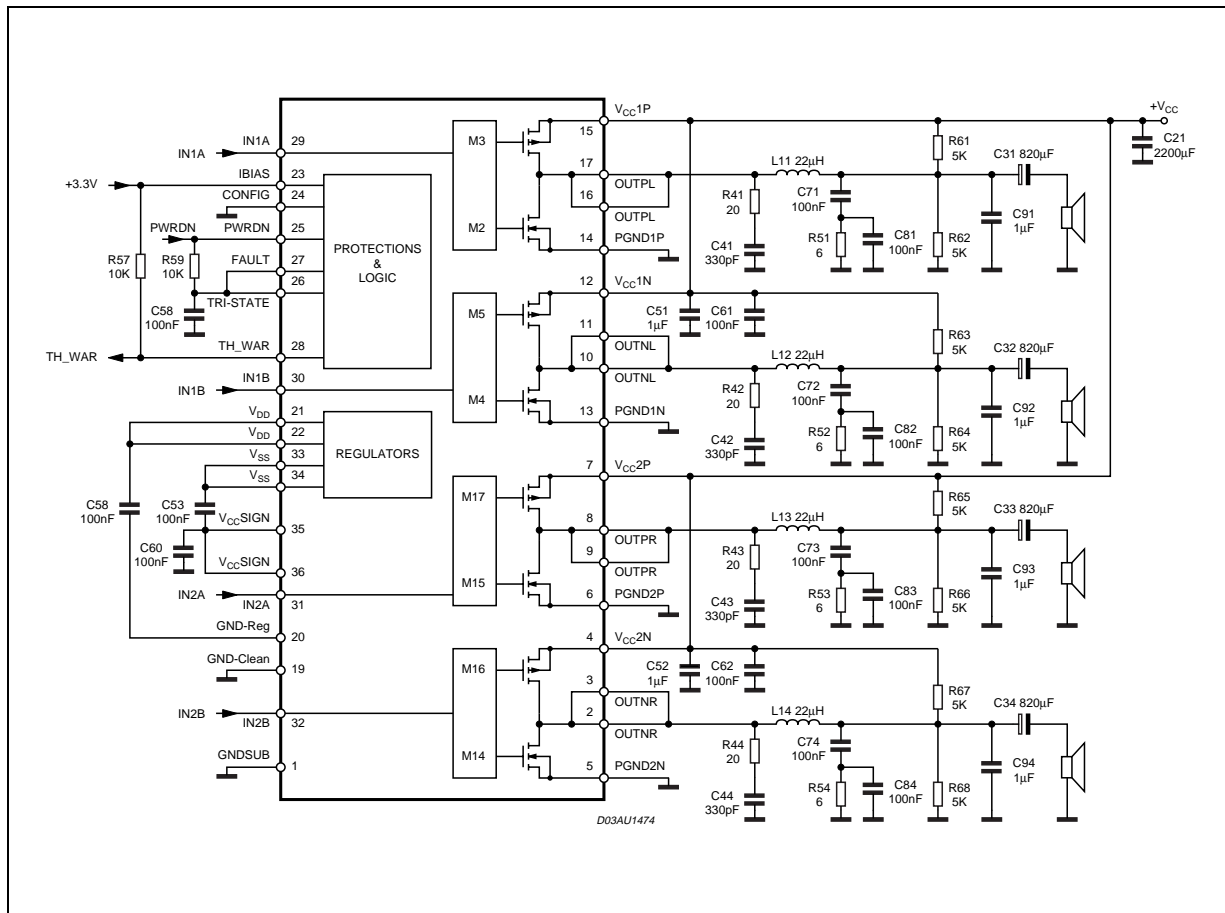 IN1A
IN1A
29
+3.3V
IBIAS
23
CONFIG
24
PWRDN
PWRDN
25
R57
10K
R59
10K
FAULT
27
26
TRI-STATE
C58
100nF
TH_WAR
TH_WAR
28
IN1B
IN1B
30
VDD
21
VDD
22
VSS
33
VSS
34
C58
100nF
C53
100nF
VCCSIGN
35
C60
100nF
VCCSIGN
36
IN2A
IN2A
31
GND-Reg
20
GND-Clean
19
IN2B
IN2B
32
GNDSUB
1
PROTECTIONS
&
LOGIC
REGULATORS
M3
M2
M5
M4
M17
M15
M16
M14
15
VCC1P
17
OUTPL
16
OUTPL
14
PGND1P
12
VCC1N
11
OUTNL
10
OUTNL
13
PGND1N
7
VCC2P
8
OUTPR
9
OUTPR
6
PGND2P
4
VCC2N
3
OUTNR
2
OUTNR
5
PGND2N
+VCC
C21
2200µF
L11 22µH
R41
20
C41
330pF
C71
100nF
R51
6
C81
100nF
R61
5K
R62
5K
C31 820µF
C91
1µF
C51
1µF
C61
100nF
L12 22µH
R42
20
C42
330pF
C72
100nF
R52
6
C82
100nF
R63
5K
R64
5K
C32 820µF
C92
1µF
L13 22µH
R43
20
C43
330pF
C73
100nF
R53
6
C83
100nF
R65
5K
R66
5K
C33 820µF
C93
1µF
C52
1µF
C62
100nF
L14 22µH
R44
20
C44
330pF
C74
100nF
R54
6
C84
100nF
R67
5K
R68
5K
C34 820µF
C94
1µF
D03AU1474